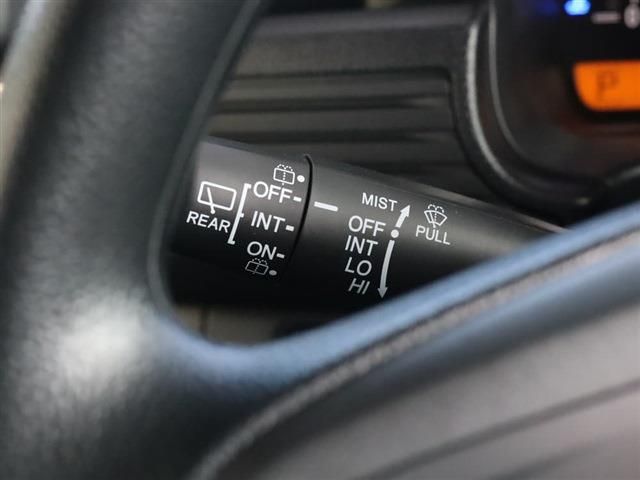 REAR
OFF
INT
ON
MIST
OFF
INT
LO
HI
PULL
P